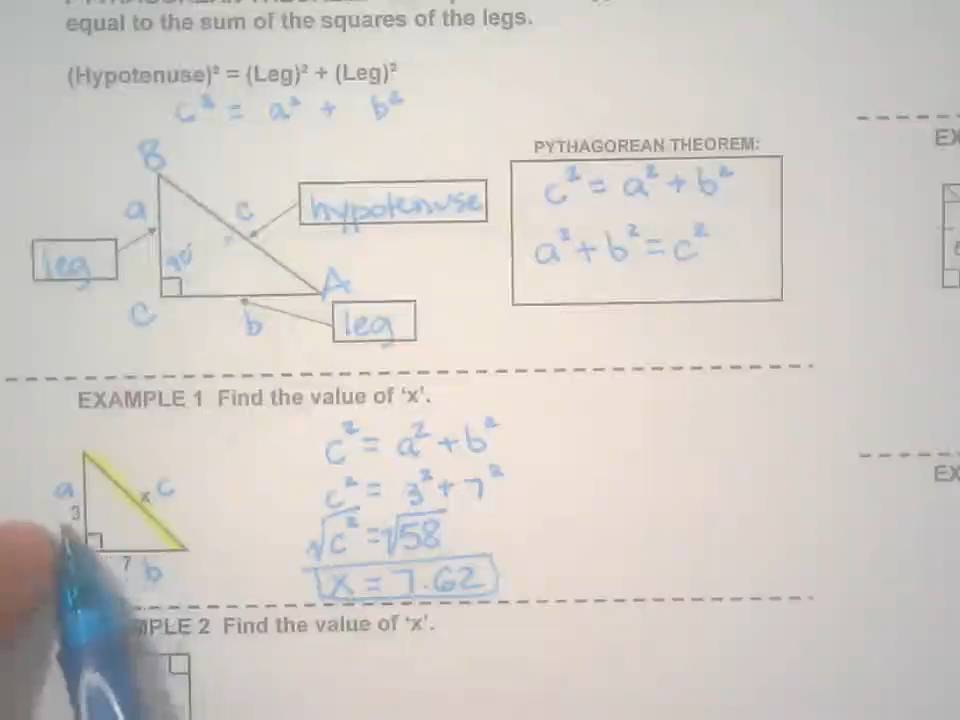 equal to the sum of the squares of the legs.
(Hypotenuse)² = (Leg)² + (Leg)²
c² = a² + b²
B
a
c
hypotenuse
leg
90°
A
C
b
leg
PYTHAGOREAN THEOREM:
c² = a² + b²
a² + b² = c²
EX
EXAMPLE 1 Find the value of 'x'.
a
3
x
c
7
b
c² = a² + b²
c² = 3² + 7²
√c² = √58
x = 7.62
EX
MPLE 2 Find the value of 'x'.